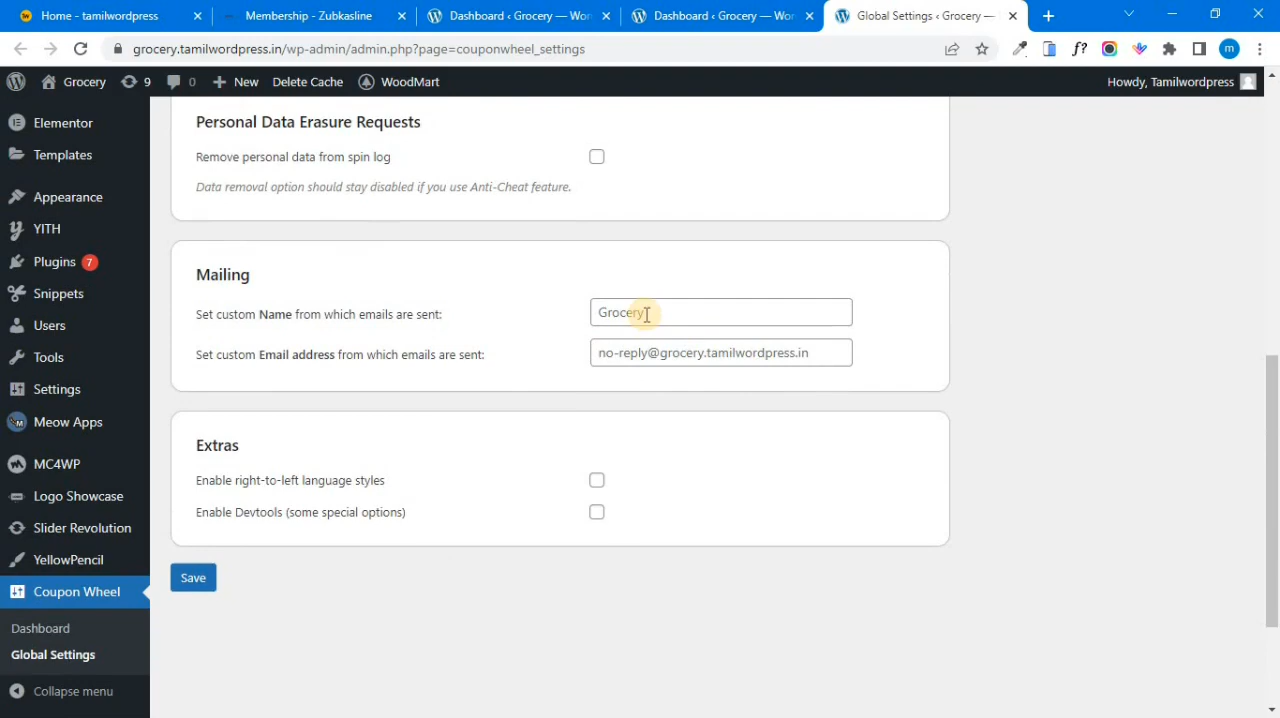 Home - tamilwordpress
Membership - Zubkasline
Dashboard ‹ Grocery — Wor
Dashboard ‹ Grocery — Wor
Global Settings ‹ Grocery —
grocery.tamilwordpress.in/wp-admin/admin.php?page=couponwheel_settings
f?
m
Grocery
9
0
New
Delete Cache
WoodMart
Howdy, Tamilwordpress
Elementor
Templates
Appearance
YITH
Plugins 7
Snippets
Users
Tools
Settings
Meow Apps
MC4WP
Logo Showcase
Slider Revolution
YellowPencil
Coupon Wheel
Dashboard
Global Settings
Collapse menu
Personal Data Erasure Requests
Remove personal data from spin log
Data removal option should stay disabled if you use Anti-Cheat feature.
Mailing
Set custom Name from which emails are sent:
Grocery
Set custom Email address from which emails are sent:
no-reply@grocery.tamilwordpress.in
Extras
Enable right-to-left language styles
Enable Devtools (some special options)
Save